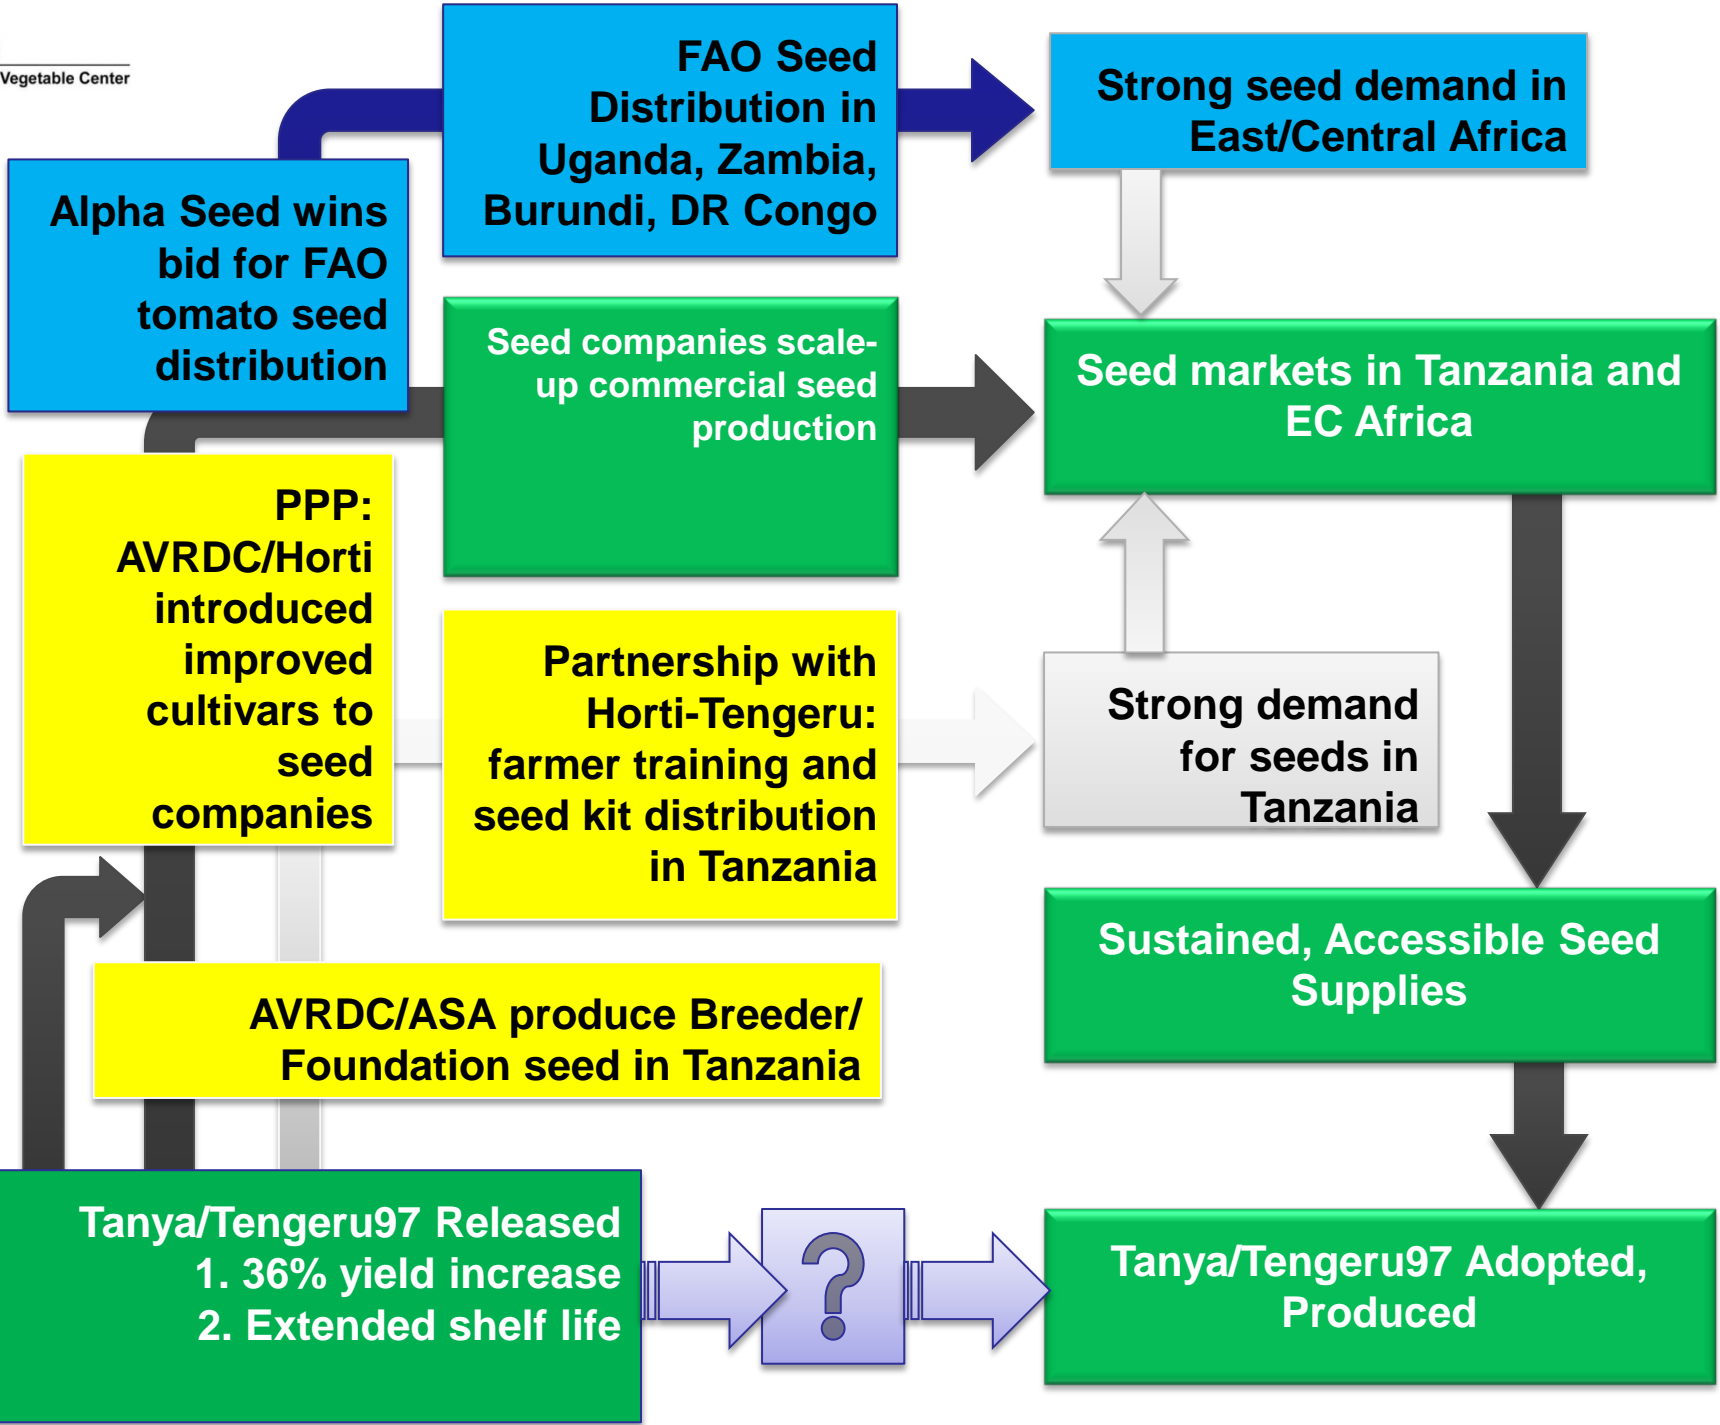 Vegetable Center
FAO Seed
Distribution in
Uganda, Zambia,
Burundi, DR Congo
Strong seed demand in
East/Central Africa
Alpha Seed wins
bid for FAO
tomato seed
distribution
Seed companies scale-
up commercial seed
production
Seed markets in Tanzania and
EC Africa
PPP:
AVRDC/Horti
introduced
improved
cultivars to
seed
companies
Partnership with
Horti-Tengeru:
farmer training and
seed kit distribution
in Tanzania
Strong demand
for seeds in
Tanzania
Sustained, Accessible Seed
Supplies
AVRDC/ASA produce Breeder/
Foundation seed in Tanzania
Tanya/Tengeru97 Released
1. 36% yield increase
2. Extended shelf life
?
Tanya/Tengeru97 Adopted,
Produced